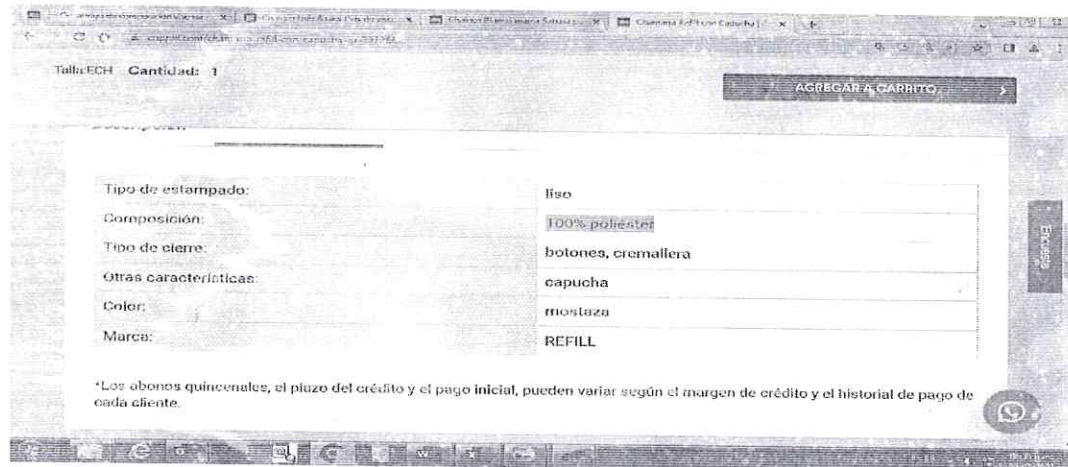 Talla:ECH Cantidad: 1
AGREGAR A CARRITO
Descripción
Tipo de estampado: liso
Composición: 100% poliéster
Tipo de cierre: botones, cremallera
Otras características: capucha
Color: mostaza
Marca: REFILL
Encuesta
*Los abonos quincenales, el plazo del crédito y el pago inicial, pueden variar según el margen de crédito y el historial de pago de
cada cliente.